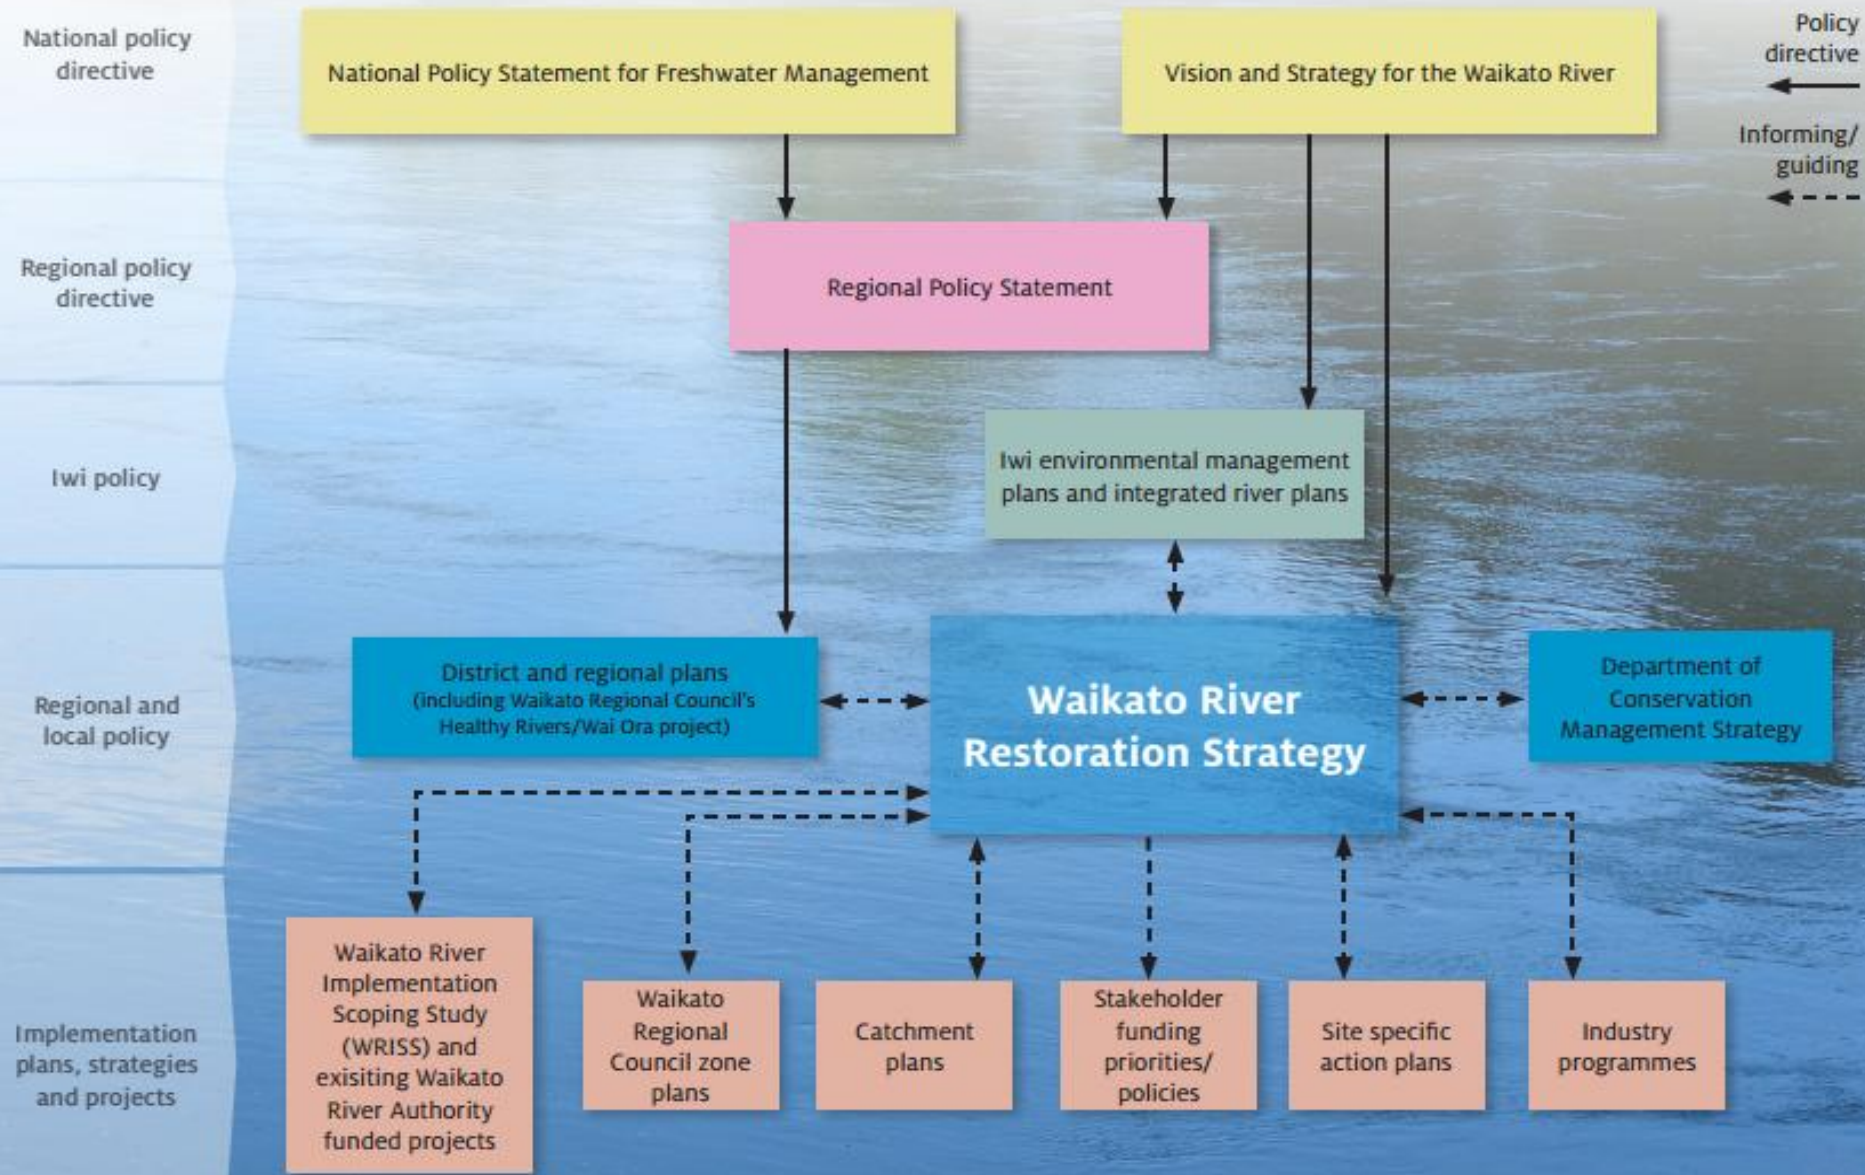 National policy
directive
National Policy Statement for Freshwater Management
Vision and Strategy for the Waikato River
Policy
directive
Informing/
guiding
Regional policy
directive
Regional Policy Statement
Iwi policy
Iwi environmental management
plans and integrated river plans
Regional and
local policy
District and regional plans
(including Waikato Regional Council's
Healthy Rivers/Wai Ora project)
Waikato River
Restoration Strategy
Department of
Conservation
Management Strategy
Implementation
plans, strategies
and projects
Waikato River
Implementation
Scoping Study
(WRISS) and
exisiting Waikato
River Authority
funded projects
Waikato
Regional
Council zone
plans
Catchment
plans
Stakeholder
funding
priorities/
policies
Site specific
action plans
Industry
programmes